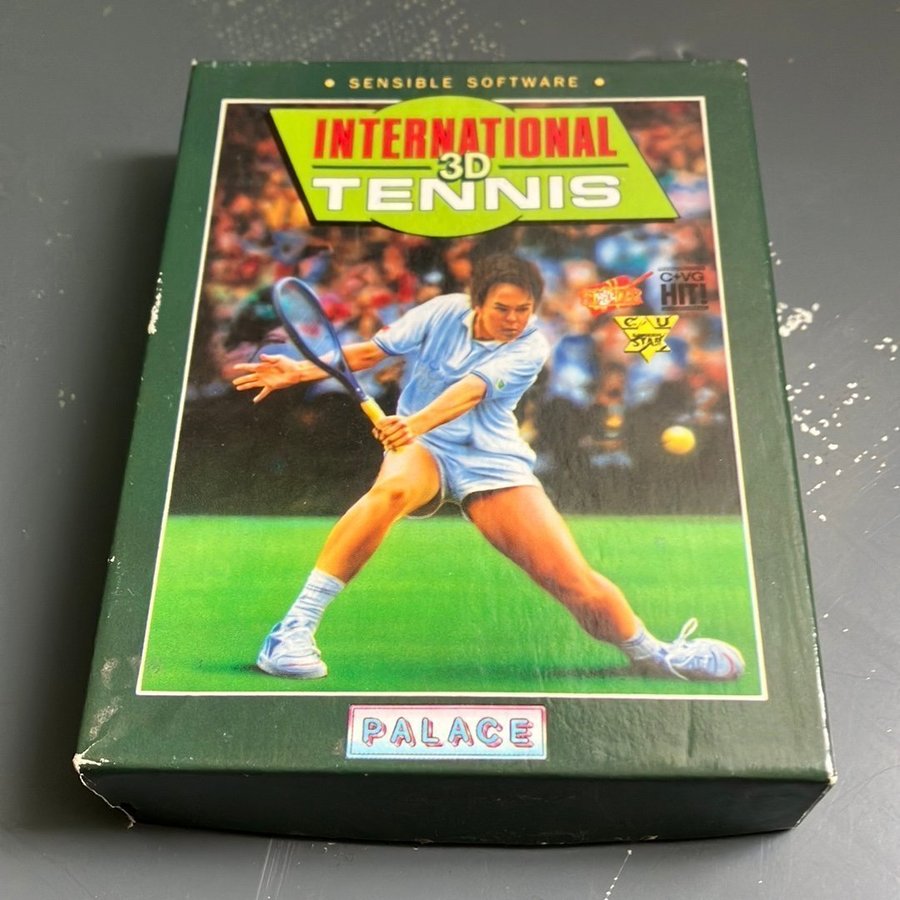 • SENSIBLE SOFTWARE •
INTERNATIONAL
3D
TENNIS
C+VG
HIT!
C U
STAR
PALACE